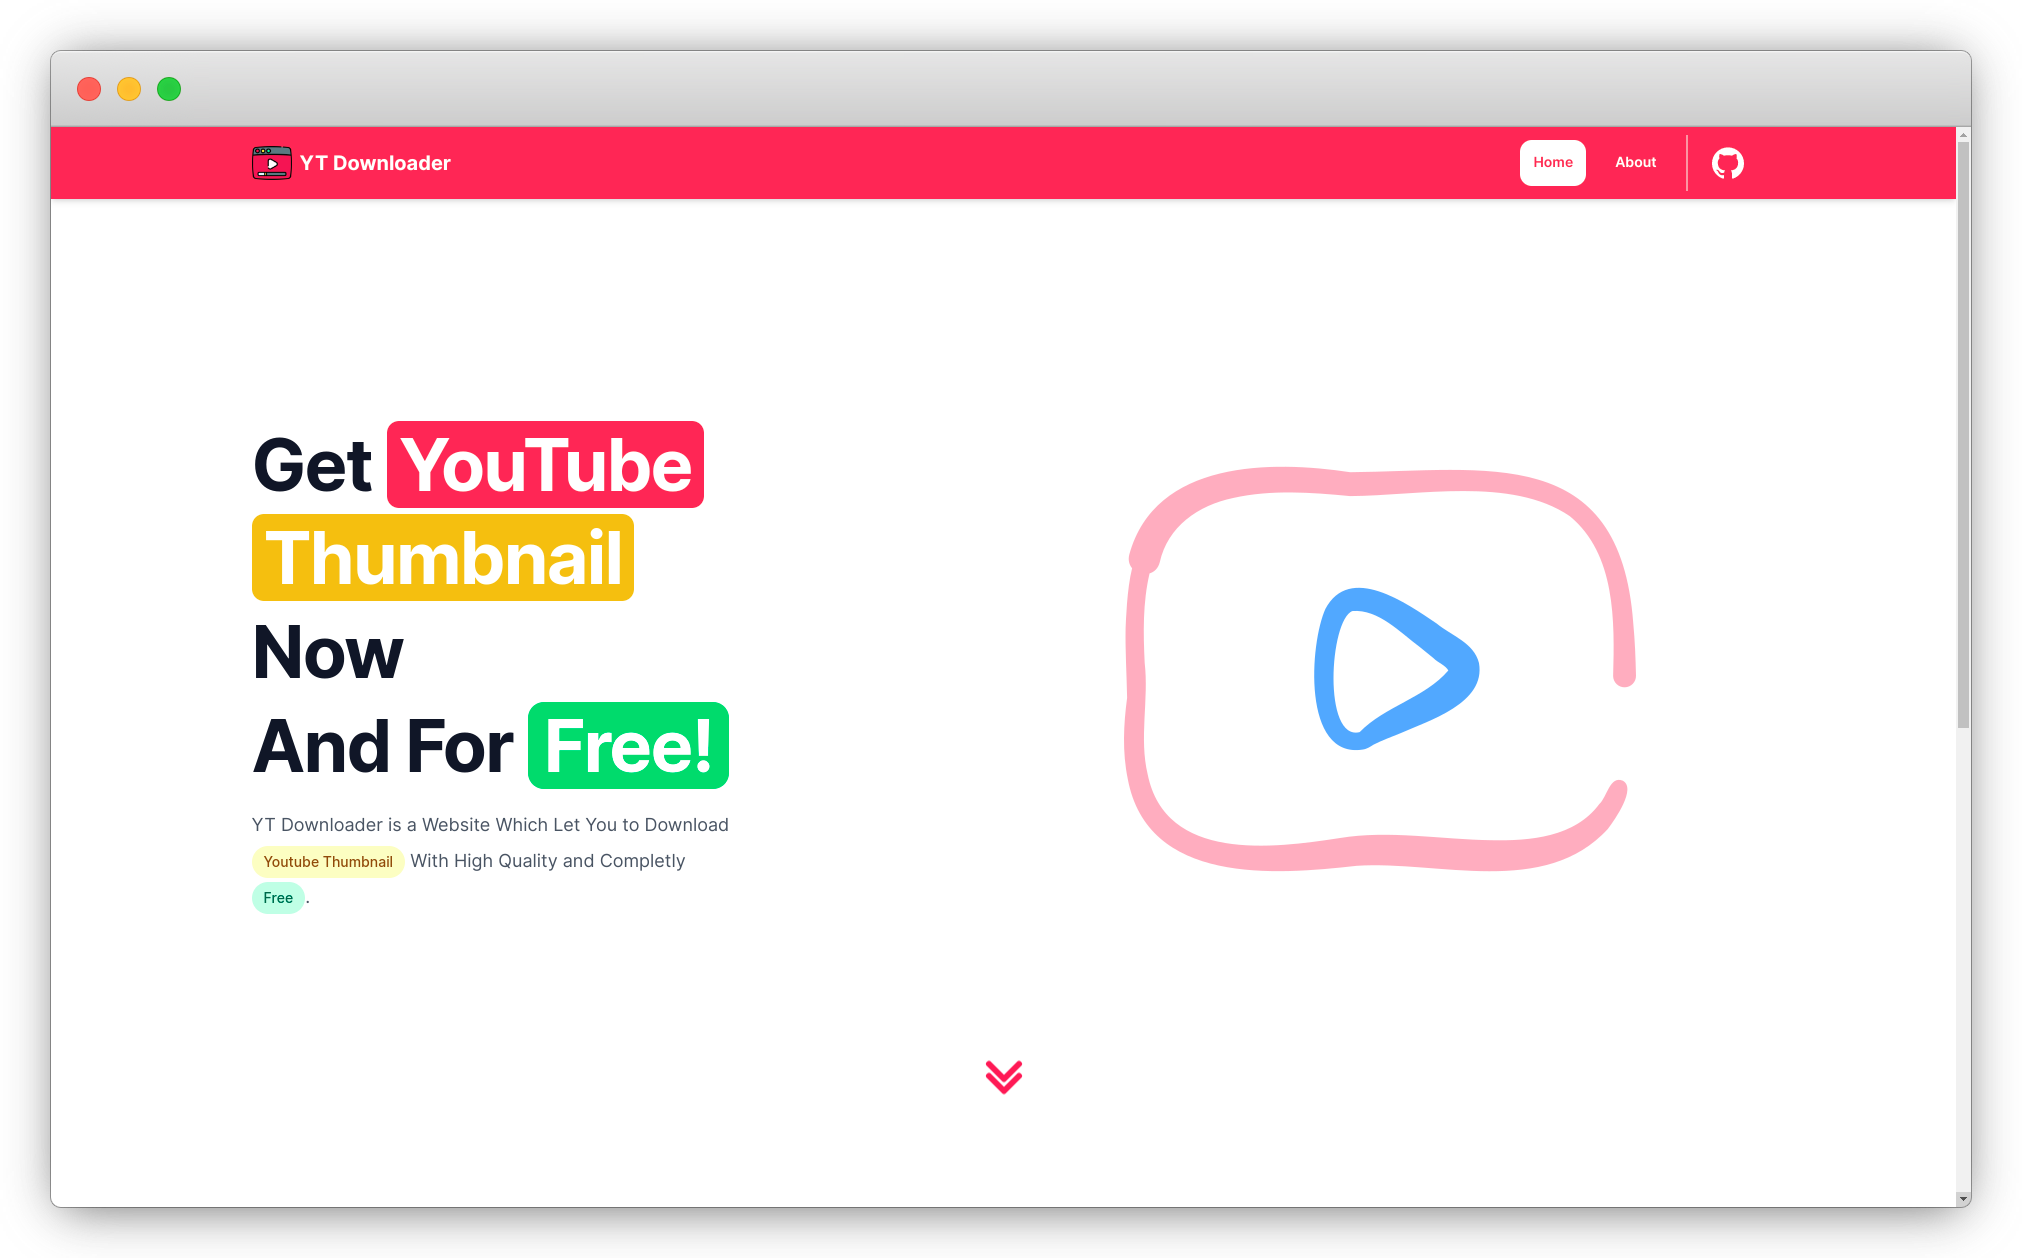 YT Downloader
Home
About
Get YouTube
Thumbnail
Now
And For Free!
YT Downloader is a Website Which Let You to Download
Youtube Thumbnail With High Quality and Completly
Free.